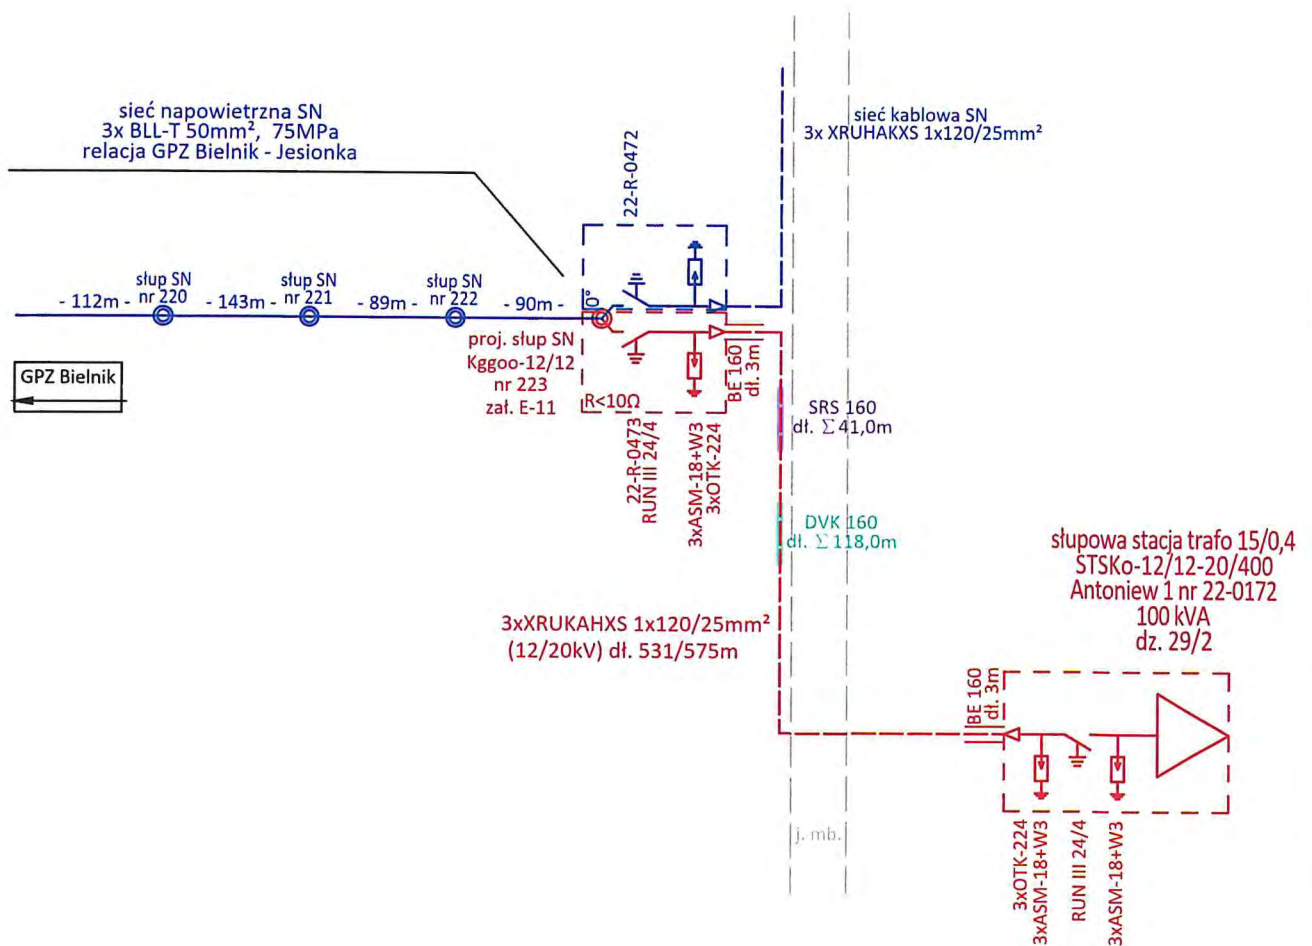 sieć napowietrzna SN
3x BLL-T 50mm², 75MPa
relacja GPZ Bielnik - Jesionka
sieć kablowa SN
3x XRUHAKXS 1x120/25mm²
22-R-0472
- 112m -
słup SN
nr 220
- 143m -
słup SN
nr 221
- 89m -
słup SN
nr 222
- 90m -
0°
GPZ Bielnik
proj. słup SN
Kggoo-12/12
nr 223
zał. E-11
R<10Ω
BE 160
dł. 3m
22-R-0473
RUN III 24/4
3xASM-18+W3
3xOTK-224
SRS 160
dł. Σ 41,0m
DVK 160
dł. Σ 118,0m
3xXRUKAHXS 1x120/25mm²
(12/20kV) dł. 531/575m
słupowa stacja trafo 15/0,4
STSKo-12/12-20/400
Antoniew 1 nr 22-0172
100 kVA
dz. 29/2
BE 160
dł. 3m
j. mb.
3xOTK-224
3xASM-18+W3
RUN III 24/4
3xASM-18+W3